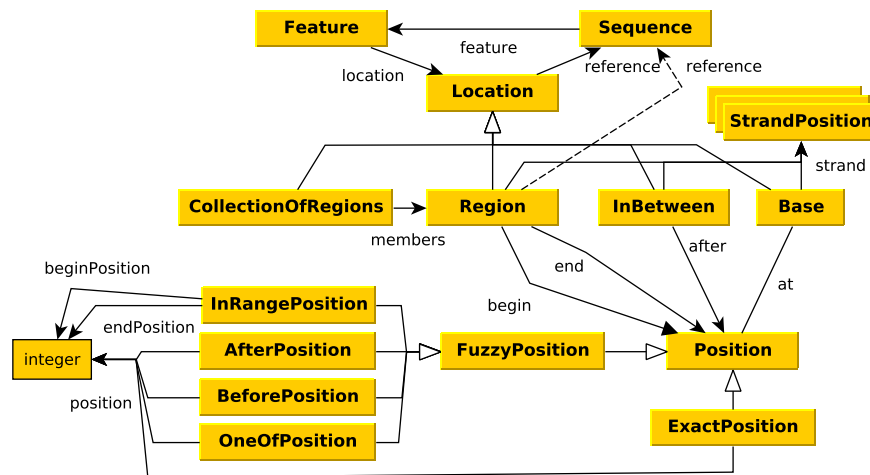 Feature
Sequence
feature
location
reference
reference
Location
StrandPosition
strand
CollectionOfRegions
Region
InBetween
Base
members
after
beginPosition
end
at
InRangePosition
begin
endPosition
integer
AfterPosition
FuzzyPosition
Position
BeforePosition
position
ExactPosition
OneOfPosition